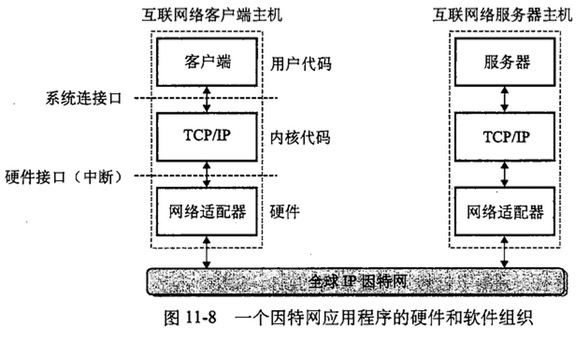 互联网络客户端主机
互联网络服务器主机
客户端
用户代码
服务器
系统连接口
TCP/IP
内核代码
TCP/IP
硬件接口（中断）
网络适配器
硬件
网络适配器
全球IP因特网
图 11-8 一个因特网应用程序的硬件和软件组织